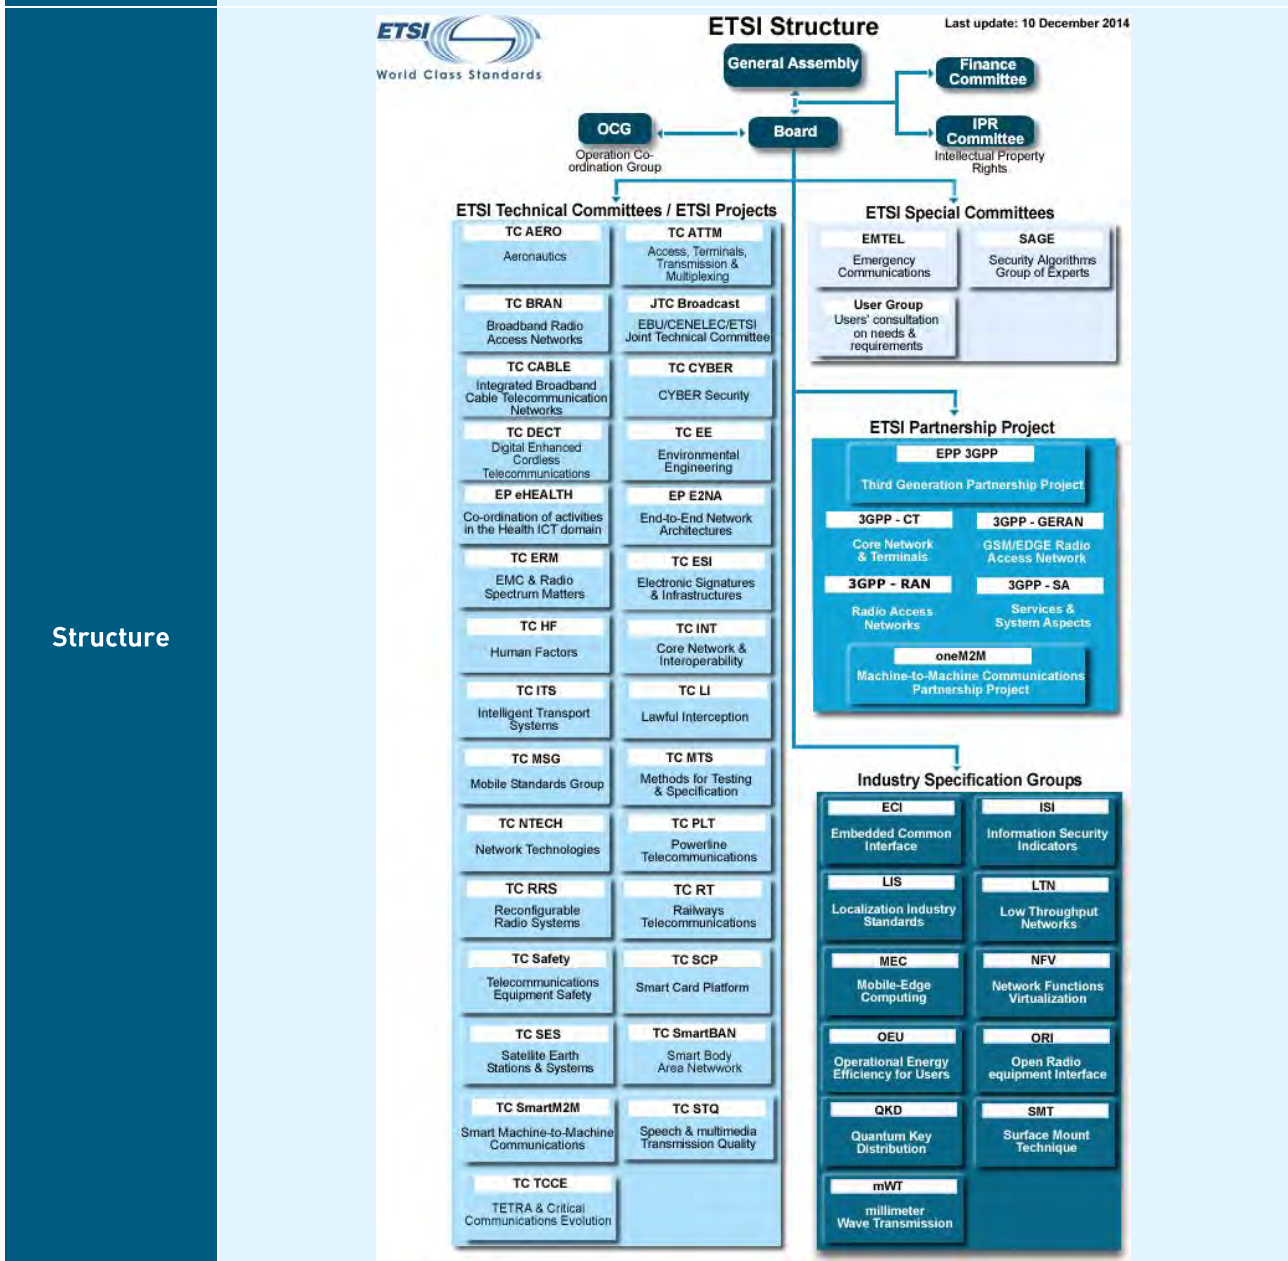 Structure
ETSI
World Class Standards
ETSI Structure
Last update: 10 December 2014
General Assembly
Finance
Committee
OCG
Operation Co-
ordination Group
Board
IPR
Committee
Intellectual Property
Rights
ETSI Technical Committees / ETSI Projects
TC AERO
Aeronautics
TC ATTM
Access, Terminals,
Transmission &
Multiplexing
TC BRAN
Broadband Radio
Access Networks
JTC Broadcast
EBU/CENELEC/ETSI
Joint Technical Committee
TC CABLE
Integrated Broadband
Cable Telecommunication
Networks
TC CYBER
CYBER Security
TC DECT
Digital Enhanced
Cordless
Telecommunications
TC EE
Environmental
Engineering
EP eHEALTH
Co-ordination of activities
in the Health ICT domain
EP E2NA
End-to-End Network
Architectures
TC ERM
EMC & Radio
Spectrum Matters
TC ESI
Electronic Signatures
& Infrastructures
TC HF
Human Factors
TC INT
Core Network &
Interoperability
TC ITS
Intelligent Transport
Systems
TC LI
Lawful Interception
TC MSG
Mobile Standards Group
TC MTS
Methods for Testing
& Specification
TC NTECH
Network Technologies
TC PLT
Powerline
Telecommunications
TC RRS
Reconfigurable
Radio Systems
TC RT
Railways
Telecommunications
TC Safety
Telecommunications
Equipment Safety
TC SCP
Smart Card Platform
TC SES
Satellite Earth
Stations & Systems
TC SmartBAN
Smart Body
Area Netwwork
TC SmartM2M
Smart Machine-to-Machine
Communications
TC STQ
Speech & multimedia
Transmission Quality
TC TCCE
TETRA & Critical
Communications Evolution
ETSI Special Committees
EMTEL
Emergency
Communications
SAGE
Security Algorithms
Group of Experts
User Group
Users' consultation
on needs &
requirements
ETSI Partnership Project
EPP 3GPP
Third Generation Partnership Project
3GPP - CT
Core Network
& Terminals
3GPP - GERAN
GSM/EDGE Radio
Access Network
3GPP - RAN
Radio Access
Networks
3GPP - SA
Services &
System Aspects
oneM2M
Machine-to-Machine Communications
Partnership Project
Industry Specification Groups
ECI
Embedded Common
Interface
ISI
Information Security
Indicators
LIS
Localization Industry
Standards
LTN
Low Throughput
Networks
MEC
Mobile-Edge
Computing
NFV
Network Functions
Virtualization
OEU
Operational Energy
Efficiency for Users
ORI
Open Radio
equipment Interface
QKD
Quantum Key
Distribution
SMT
Surface Mount
Technique
mWT
millimeter
Wave Transmission